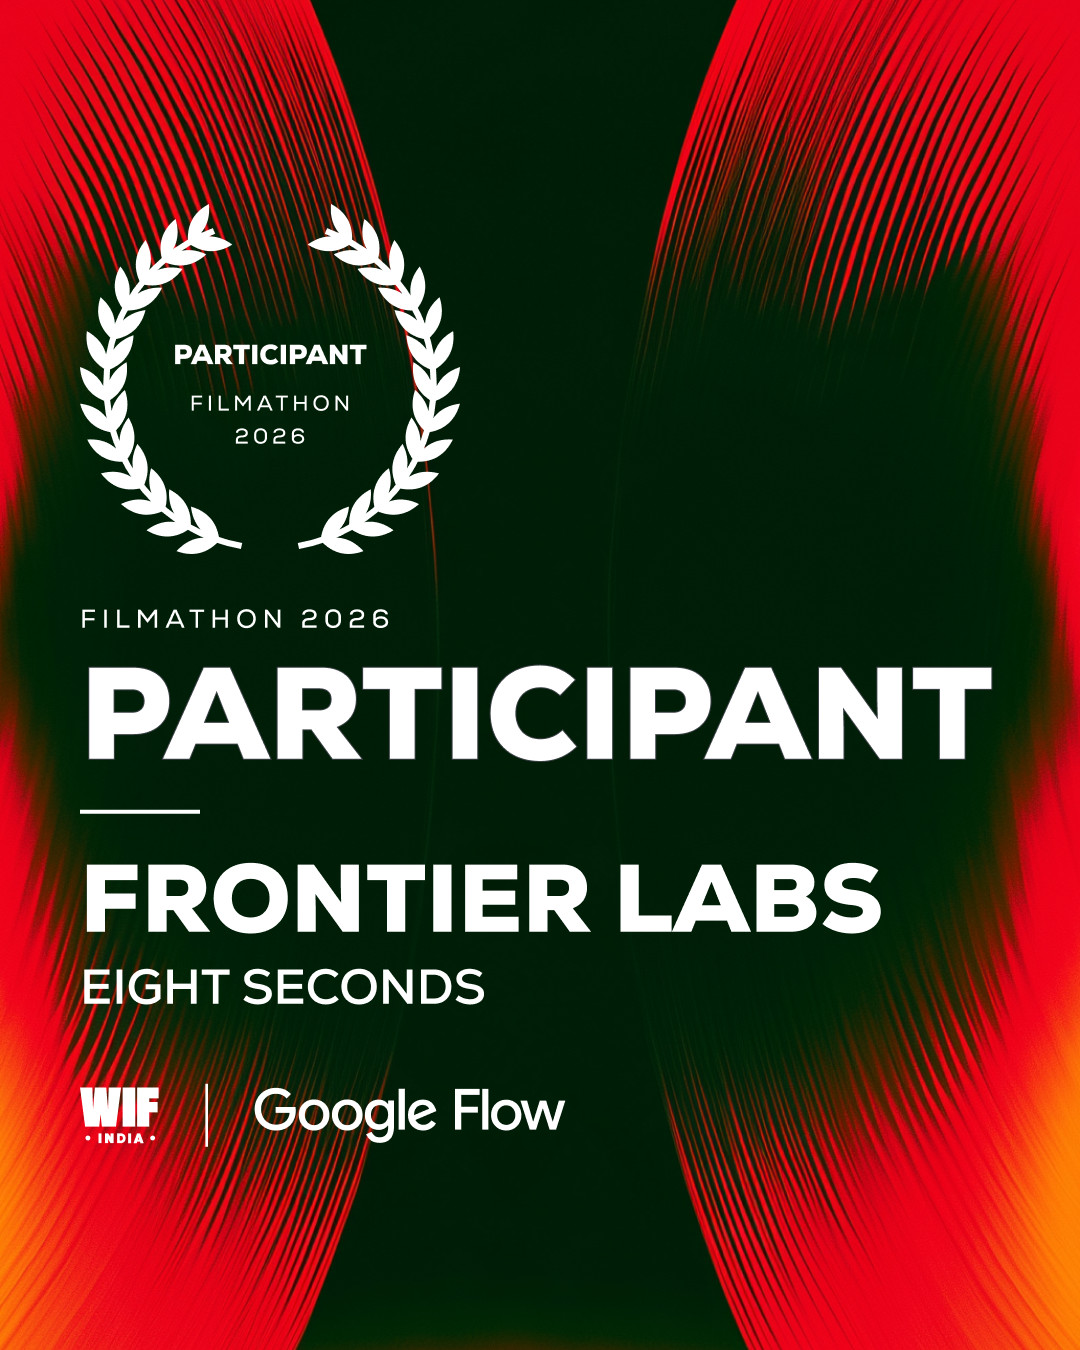 PARTICIPANT
FILMATHON
2026
FILMATHON 2026
PARTICIPANT
FRONTIER LABS
EIGHT SECONDS
WIF
• INDIA •
Google Flow